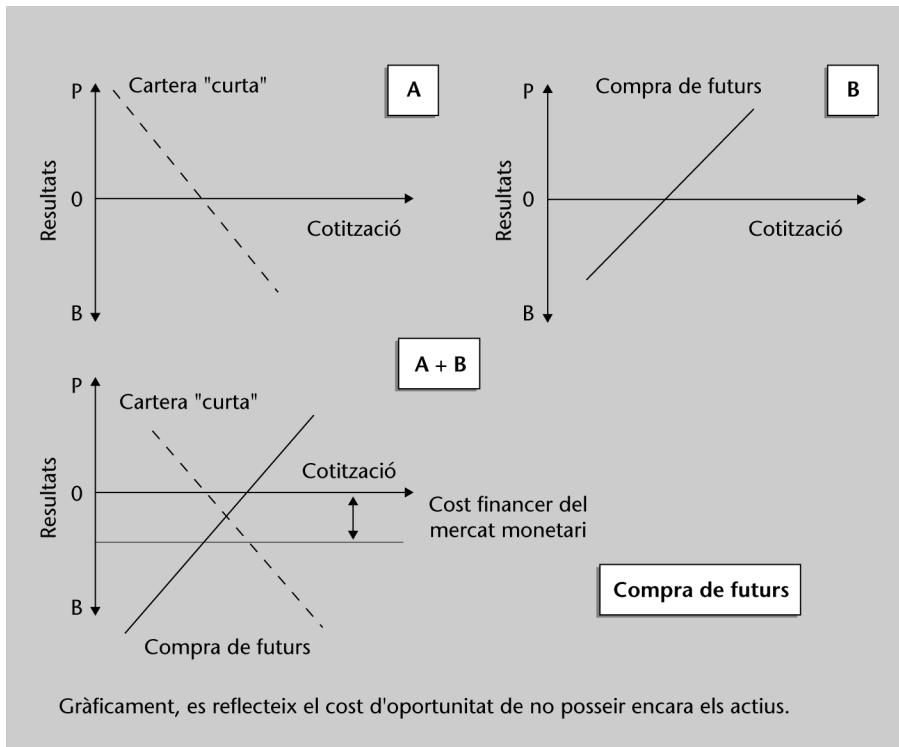 Cartera "curta"
A
P
Resultats
0
Cotització
B
Compra de futurs
B
P
Resultats
0
Cotització
B
A + B
P
Cartera "curta"
Resultats
Cotització
0
Cost financer del
mercat monetari
B
Compra de futurs
Compra de futurs
Gràficament, es reflecteix el cost d'oportunitat de no posseir encara els actius.